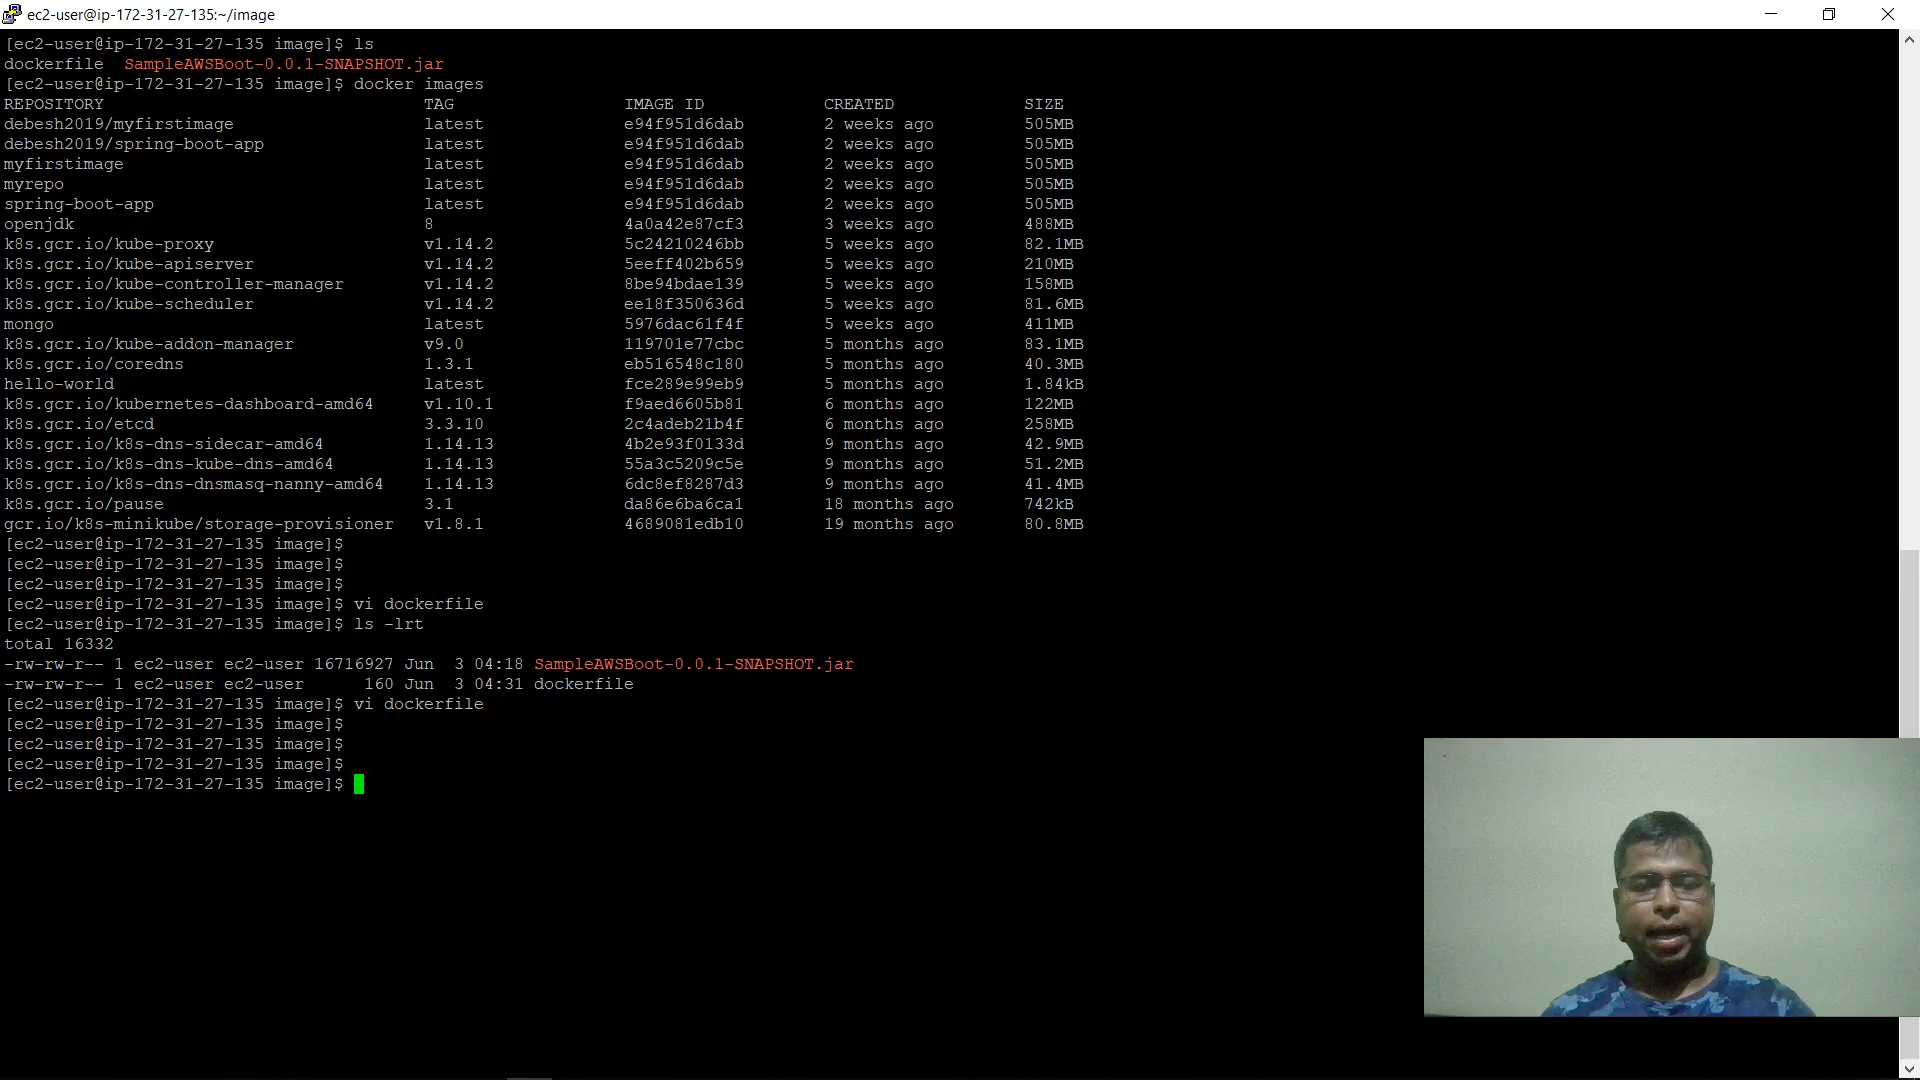 ec2-user@ip-172-31-27-135:~/image
[ec2-user@ip-172-31-27-135 image]$ ls
dockerfile  SampleAWSBoot-0.0.1-SNAPSHOT.jar
[ec2-user@ip-172-31-27-135 image]$ docker images
REPOSITORY TAG IMAGE ID CREATED SIZE
debesh2019/myfirstimage latest e94f951d6dab 2 weeks ago 505MB
debesh2019/spring-boot-app latest e94f951d6dab 2 weeks ago 505MB
myfirstimage latest e94f951d6dab 2 weeks ago 505MB
myrepo latest e94f951d6dab 2 weeks ago 505MB
spring-boot-app latest e94f951d6dab 2 weeks ago 505MB
openjdk 8 4a0a42e87cf3 3 weeks ago 488MB
k8s.gcr.io/kube-proxy v1.14.2 5c24210246bb 5 weeks ago 82.1MB
k8s.gcr.io/kube-apiserver v1.14.2 5eeff402b659 5 weeks ago 210MB
k8s.gcr.io/kube-controller-manager v1.14.2 8be94bdae139 5 weeks ago 158MB
k8s.gcr.io/kube-scheduler v1.14.2 ee18f350636d 5 weeks ago 81.6MB
mongo latest 5976dac61f4f 5 weeks ago 411MB
k8s.gcr.io/kube-addon-manager v9.0 119701e77cbc 5 months ago 83.1MB
k8s.gcr.io/coredns 1.3.1 eb516548c180 5 months ago 40.3MB
hello-world latest fce289e99eb9 5 months ago 1.84kB
k8s.gcr.io/kubernetes-dashboard-amd64 v1.10.1 f9aed6605b81 6 months ago 122MB
k8s.gcr.io/etcd 3.3.10 2c4adeb21b4f 6 months ago 258MB
k8s.gcr.io/k8s-dns-sidecar-amd64 1.14.13 4b2e93f0133d 9 months ago 42.9MB
k8s.gcr.io/k8s-dns-kube-dns-amd64 1.14.13 55a3c5209c5e 9 months ago 51.2MB
k8s.gcr.io/k8s-dns-dnsmasq-nanny-amd64 1.14.13 6dc8ef8287d3 9 months ago 41.4MB
k8s.gcr.io/pause 3.1 da86e6ba6ca1 18 months ago 742kB
gcr.io/k8s-minikube/storage-provisioner v1.8.1 4689081edb10 19 months ago 80.8MB
[ec2-user@ip-172-31-27-135 image]$
[ec2-user@ip-172-31-27-135 image]$
[ec2-user@ip-172-31-27-135 image]$
[ec2-user@ip-172-31-27-135 image]$ vi dockerfile
[ec2-user@ip-172-31-27-135 image]$ ls -lrt
total 16332
-rw-rw-r-- 1 ec2-user ec2-user 16716927 Jun  3 04:18 SampleAWSBoot-0.0.1-SNAPSHOT.jar
-rw-rw-r-- 1 ec2-user ec2-user      160 Jun  3 04:31 dockerfile
[ec2-user@ip-172-31-27-135 image]$ vi dockerfile
[ec2-user@ip-172-31-27-135 image]$
[ec2-user@ip-172-31-27-135 image]$
[ec2-user@ip-172-31-27-135 image]$
[ec2-user@ip-172-31-27-135 image]$